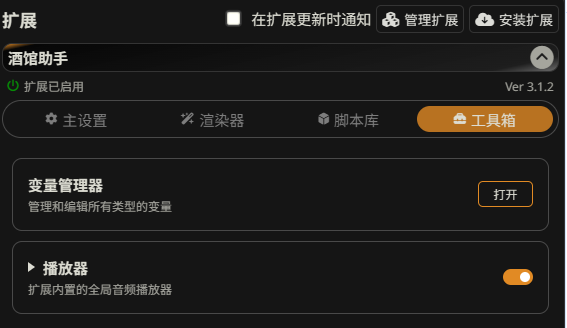 扩展 在扩展更新时通知 管理扩展 安装扩展
酒馆助手
扩展已启用 Ver 3.1.2
主设置 渲染器 脚本库 工具箱
变量管理器
管理和编辑所有类型的变量
打开
播放器
扩展内置的全局音频播放器